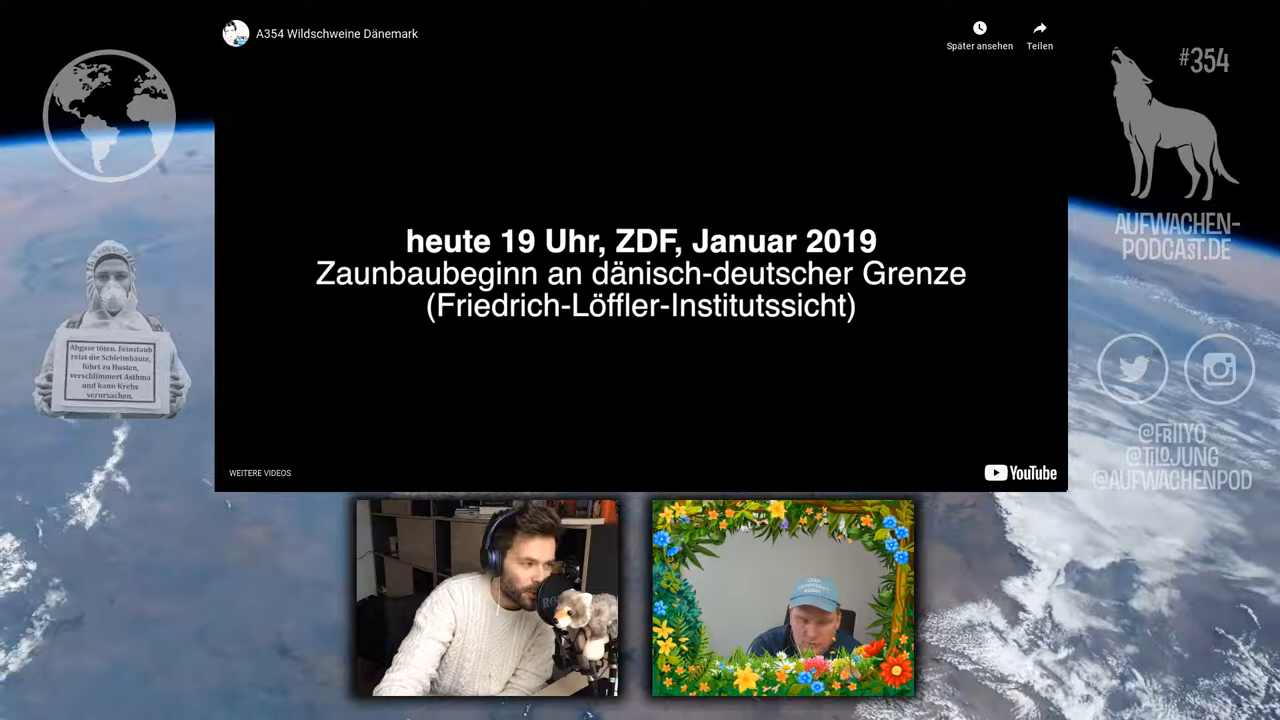 A354 Wildschweine Dänemark
Später ansehen
Teilen
#354
AUFWACHEN-
PODCAST.DE
heute 19 Uhr, ZDF, Januar 2019
Zaunbaubeginn an dänisch-deutscher Grenze
(Friedrich-Löffler-Institutssicht)
Abgase töten. Feinstaub
reizt die Schleimhäute,
führt zu Husten,
verschlimmert Asthma
und kann Krebs
verursachen.
@FRIIYO
@TILOJUNG
@AUFWACHENPOD
WEITERE VIDEOS
YouTube